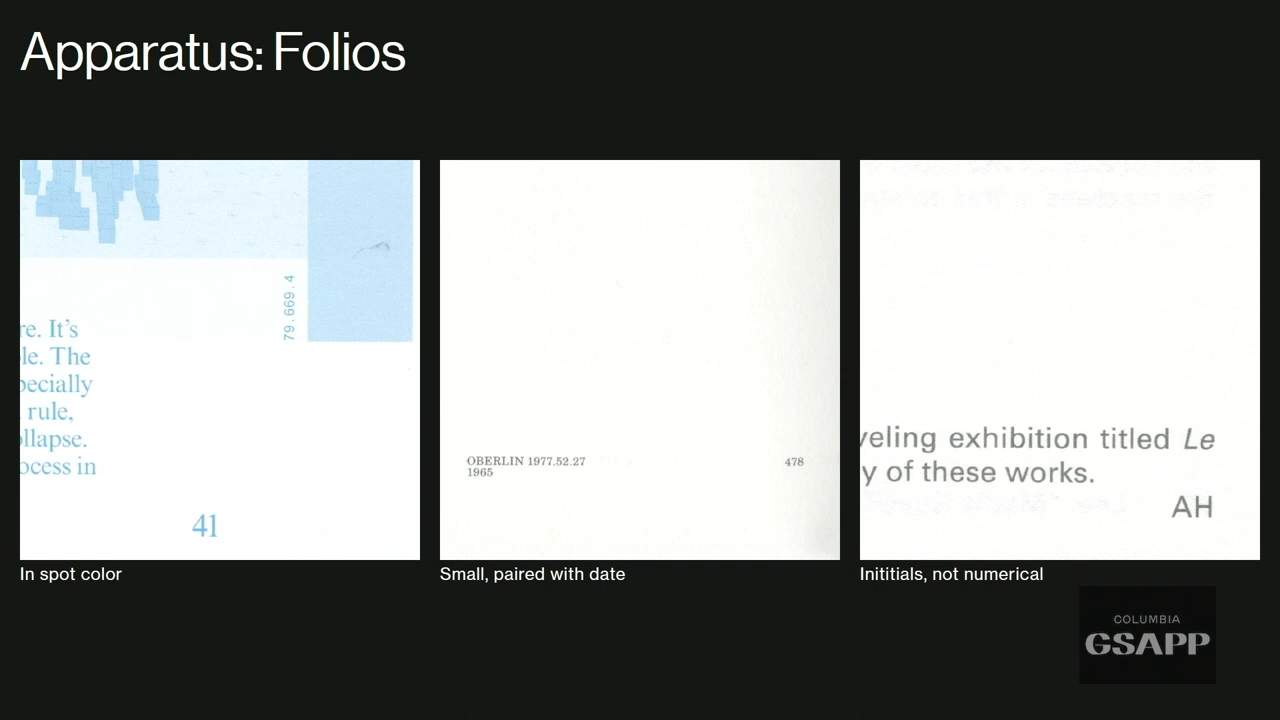 Apparatus: Folios
79.669.4
re. It's
le. The
pecially
rule,
ollapse.
ocess in
41
In spot color
OBERLIN 1977.52.27
1965
478
Small, paired with date
veling exhibition titled Le
y of these works.
AH
Inititials, not numerical
COLUMBIA
GSAPP